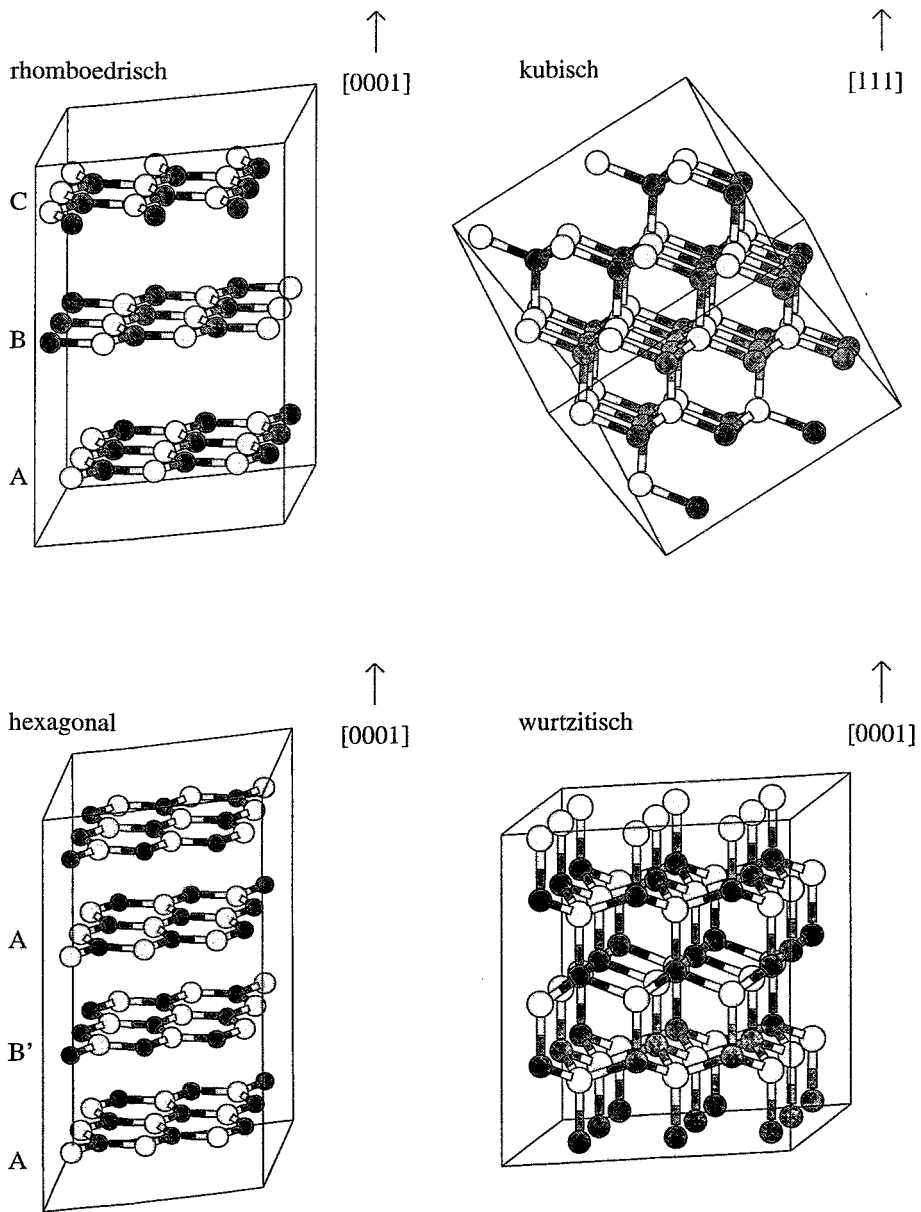 rhomboedrisch
[0001]
C
B
A
kubisch
[111]
hexagonal
[0001]
A
B'
A
wurtzitisch
[0001]